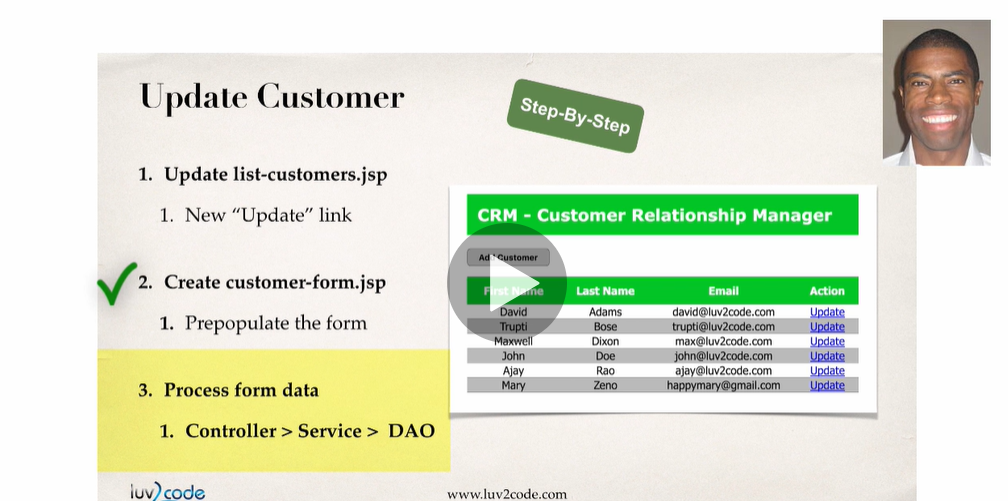 Update Customer
Step-By-Step
1. Update list-customers.jsp
1. New “Update” link
2. Create customer-form.jsp
1. Prepopulate the form
3. Process form data
1. Controller > Service > DAO
CRM - Customer Relationship Manager
Add Customer
First Name Last Name Email Action
David Adams david@luv2code.com Update
Trupti Bose trupti@luv2code.com Update
Maxwell Dixon max@luv2code.com Update
John Doe john@luv2code.com Update
Ajay Rao ajay@luv2code.com Update
Mary Zeno happymary@gmail.com Update
luv2code
www.luv2code.com